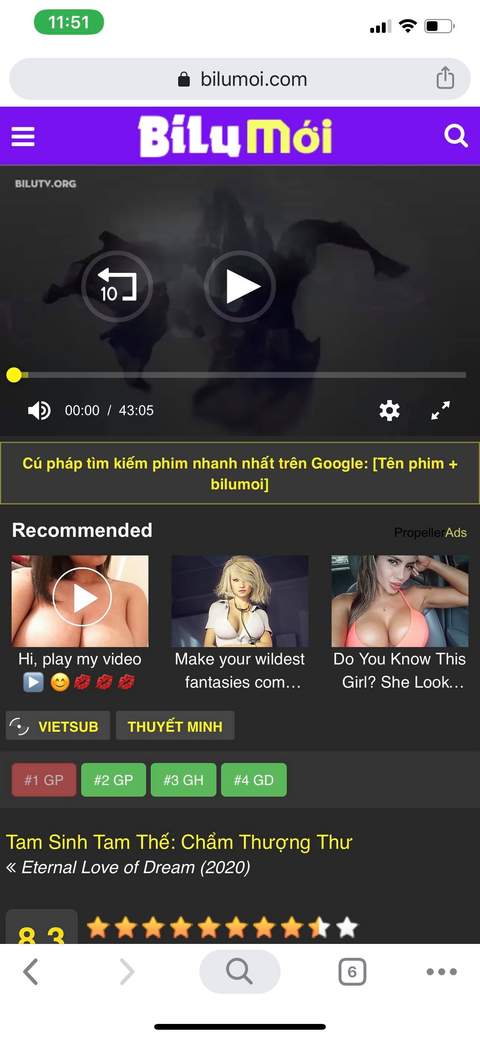 11:51
bilumoi.com
BiLuMới
BILUTV.ORG
10
00:00 / 43:05
Cú pháp tìm kiếm phim nhanh nhất trên Google: [Tên phim +
bilumoi]
Recommended
PropellerAds
Hi, play my video
▶️ 😊💋💋💋
Make your wildest
fantasies com...
Do You Know This
Girl? She Look...
VIETSUB
THUYẾT MINH
#1 GP
#2 GP
#3 GH
#4 GD
Tam Sinh Tam Thế: Chẩm Thượng Thư
« Eternal Love of Dream (2020)
8.3
6